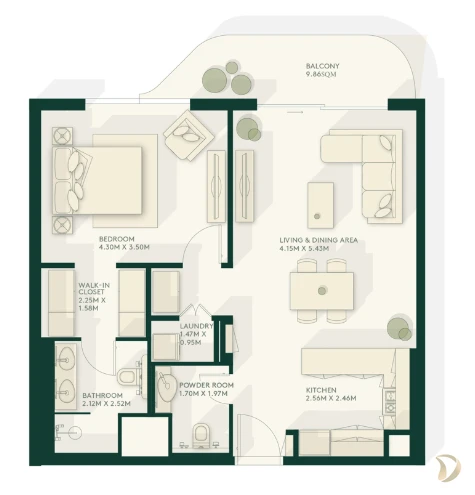 BALCONY
9.86SQM
BEDROOM
4.30M X 3.50M
LIVING & DINING AREA
4.15M X 5.43M
WALK-IN
CLOSET
2.25M X
1.58M
LAUNDRY
1.47M X
0.95M
POWDER ROOM
1.70M X 1.97M
BATHROOM
2.12M X 2.52M
KITCHEN
2.56M X 2.46M